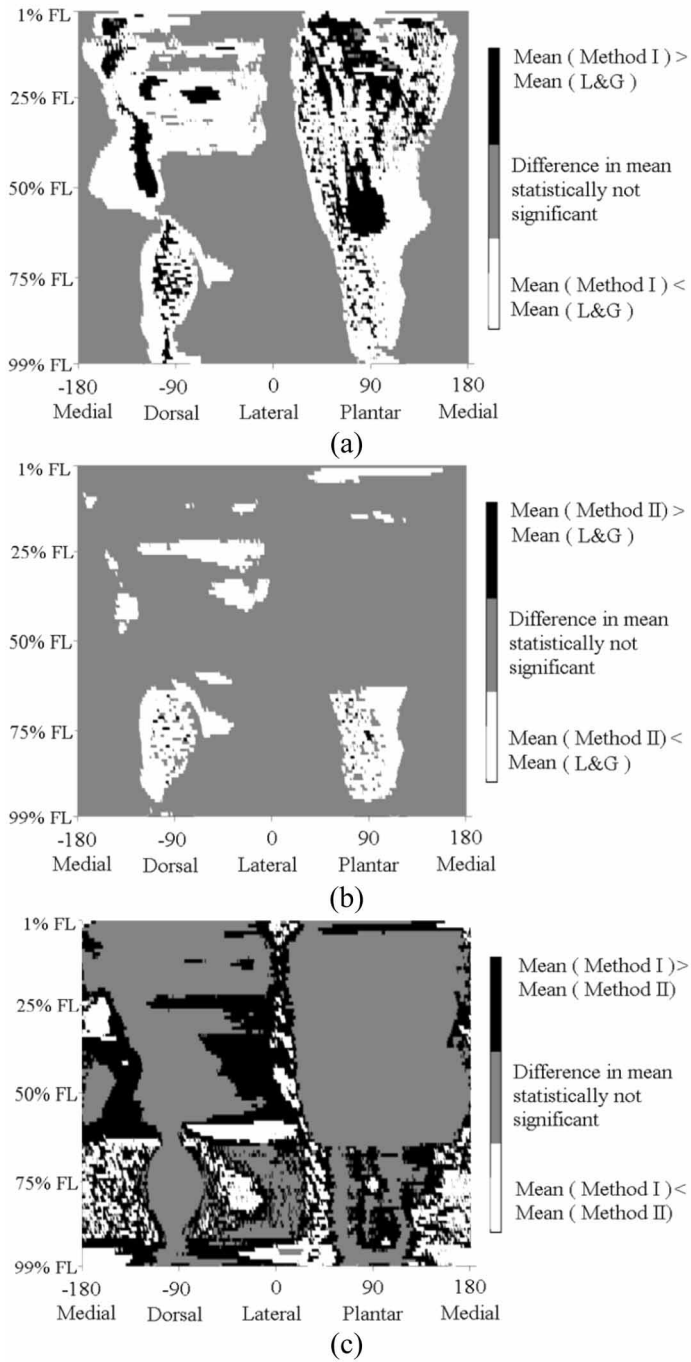 1% FL
25% FL
50% FL
75% FL
99% FL
-180 -90 0 90 180
Medial Dorsal Lateral Plantar Medial
Mean ( Method I ) >
Mean ( L&G )
Difference in mean
statistically not
significant
Mean ( Method I ) <
Mean ( L&G )
(a)
1% FL
25% FL
50% FL
75% FL
99% FL
-180 -90 0 90 180
Medial Dorsal Lateral Plantar Medial
Mean ( Method II) >
Mean ( L&G )
Difference in mean
statistically not
significant
Mean ( Method II) <
Mean ( L&G )
(b)
1% FL
25% FL
50% FL
75% FL
99% FL
-180 -90 0 90 180
Medial Dorsal Lateral Plantar Medial
Mean ( Method I )>
Mean ( Method II)
Difference in mean
statistically not
significant
Mean ( Method I ) <
Mean ( Method II )
(c)